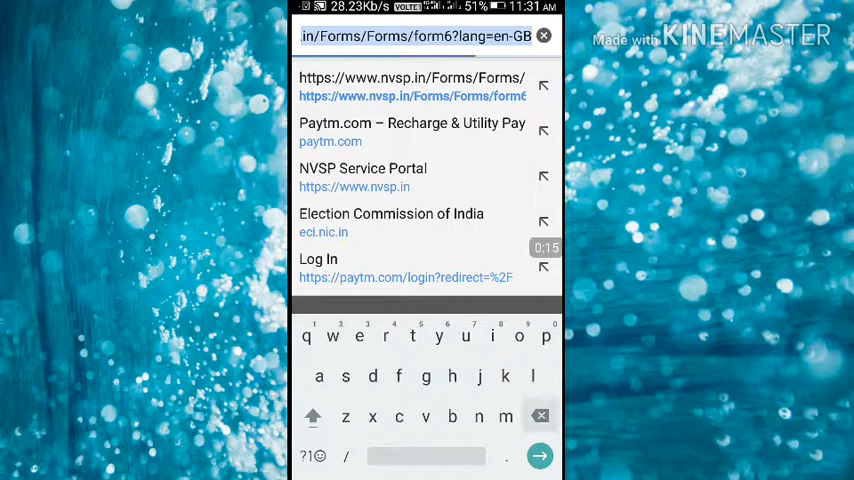 28.23Kb/s VOLTE 51% 11:31 AM
.in/Forms/Forms/form6?lang=en-GB
Made with KINEMASTER
https://www.nvsp.in/Forms/Forms/
https://www.nvsp.in/Forms/Forms/form6
Paytm.com – Recharge & Utility Pay
paytm.com
NVSP Service Portal
https://www.nvsp.in
Election Commission of India
eci.nic.in
0:15
Log In
https://paytm.com/login?redirect=%2F
1 2 3 4 5 6 7 8 9 0
q w e r t y u i o p
a s d f g h j k l
z x c v b n m
?1☺ / .